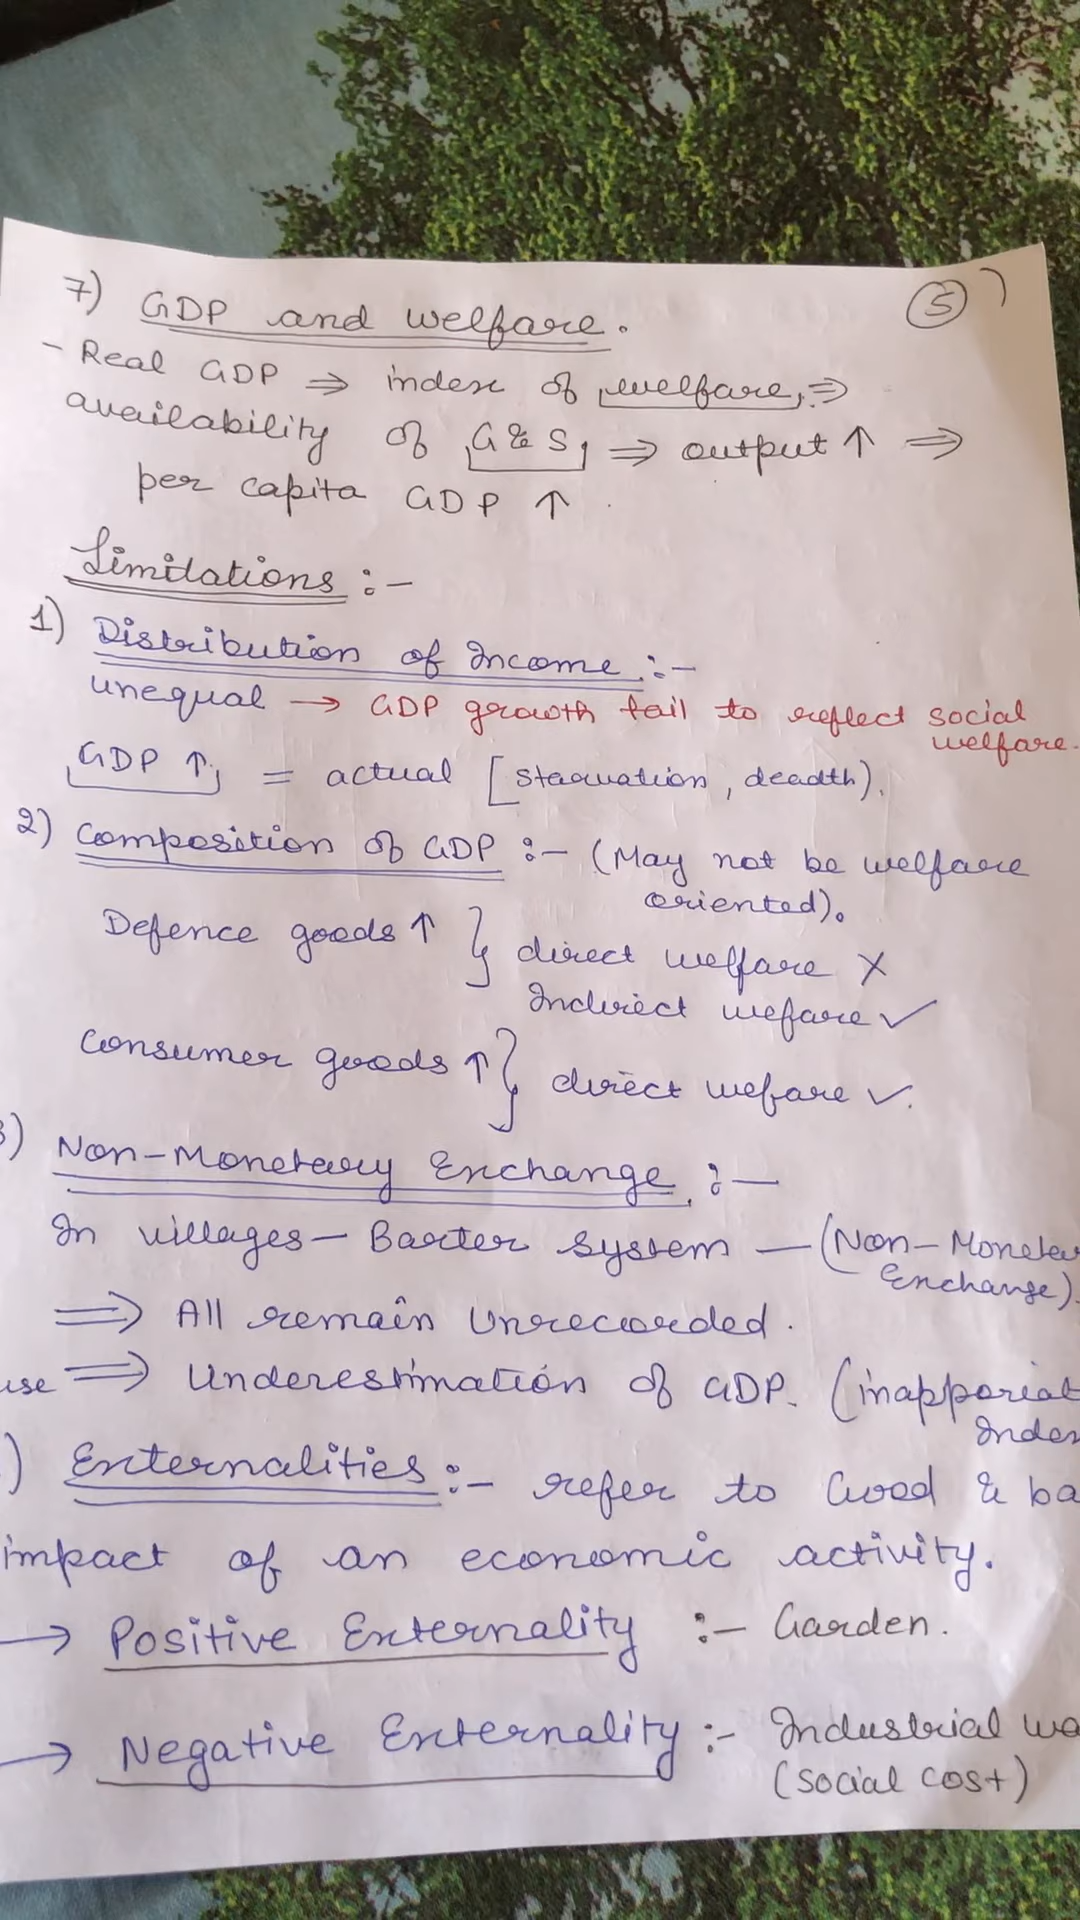 7) GDP and welfare. 5
- Real GDP ⇒ index of welfare, ⇒
availability of G & S, ⇒ output ↑ ⇒
per capita GDP ↑
Limitations :-
1) Distribution of Income :-
unequal → GDP growth fail to reflect social
welfare.
GDP ↑ = actual [starvation, deadth).
2) Composition of GDP :- (May not be welfare
oriented).
Defence goods ↑ } direct welfare X
Indirect wefare ✓
Consumer goods ↑ } direct wefare ✓.
3) Non-Monetary Exchange :-
In villages - Barter System - (Non-Monetar
Exchange).
⇒ All remain Unrecorded.
use ⇒ Underestimation of GDP. (inapporiat
Index
) Externalities :- refer to Good & ba
impact of an economic activity.
→ Positive Externality :- Garden.
→ Negative Externality :- Industrial wa
(social cost)